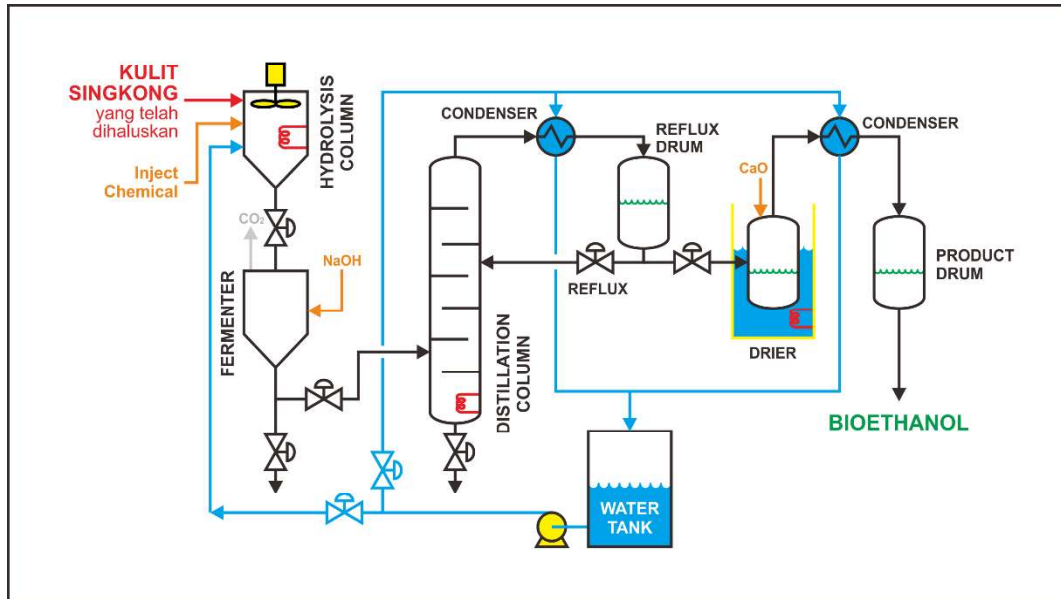 KULIT
SINGKONG
yang telah
dihaluskan
Inject
Chemical
HYDROLYSIS
COLUMN
CO₂
NaOH
FERMENTER
CONDENSER
REFLUX
DRUM
REFLUX
DISTILLATION
COLUMN
CaO
DRIER
CONDENSER
PRODUCT
DRUM
BIOETHANOL
WATER
TANK